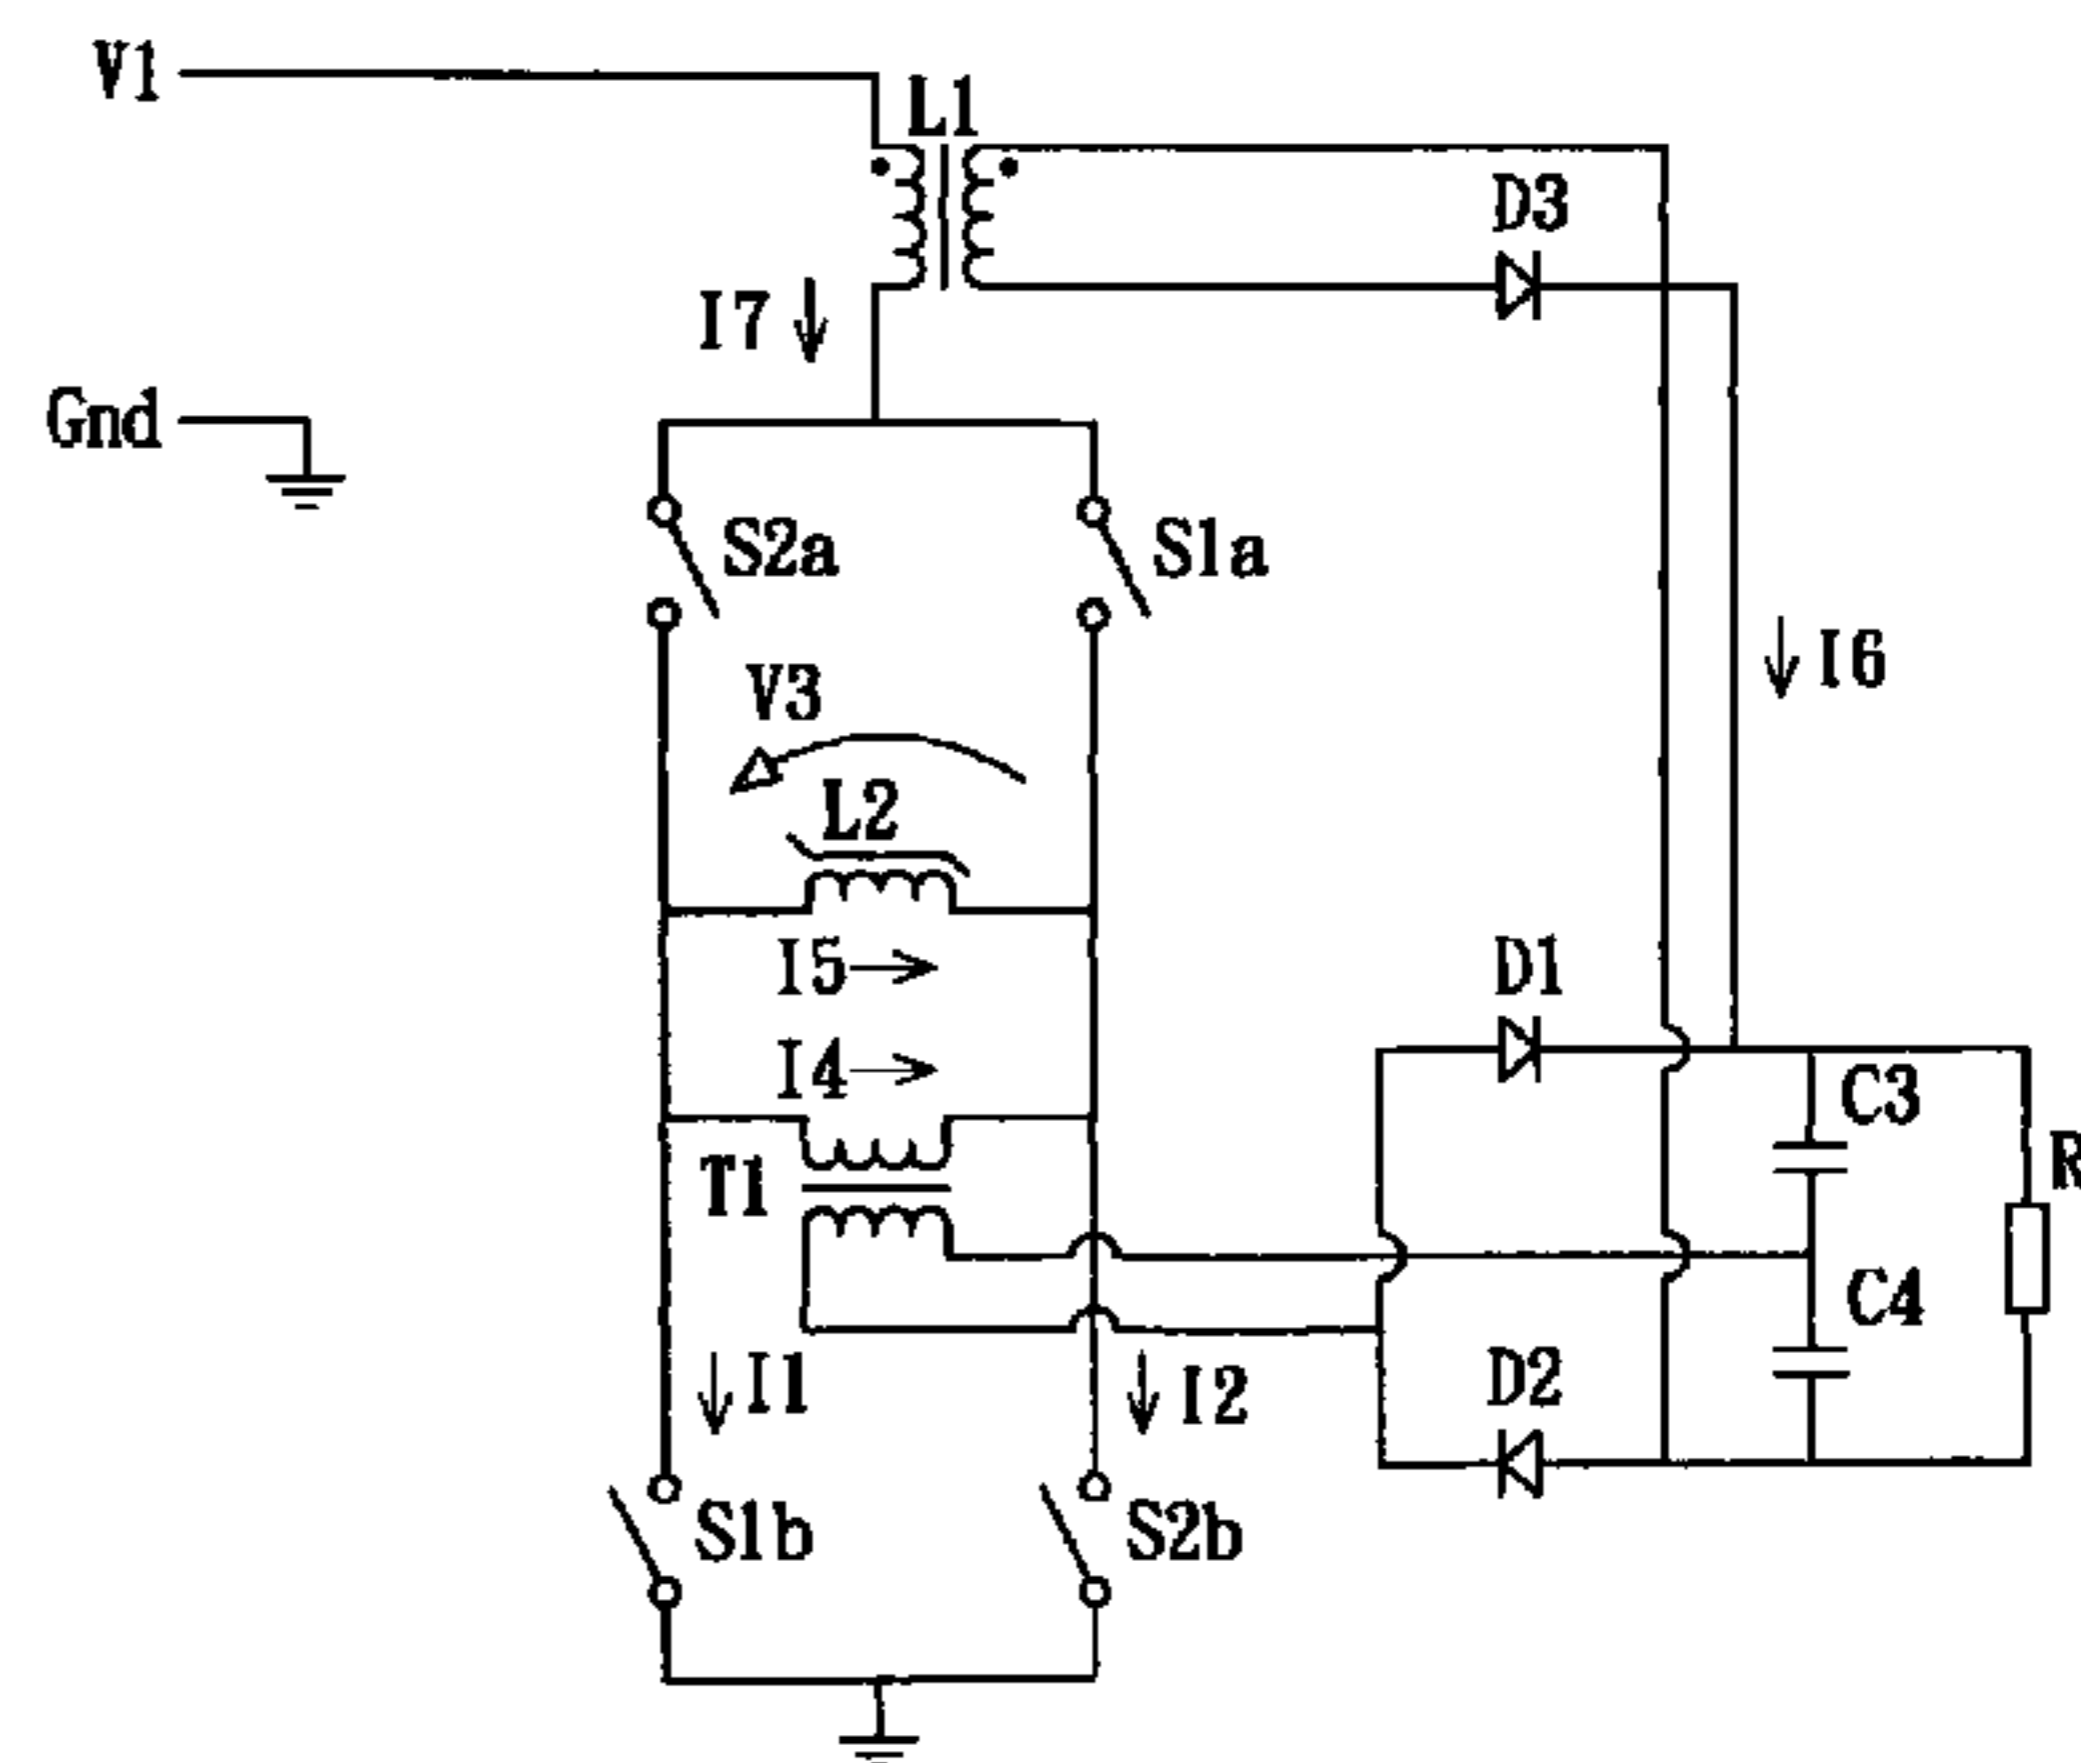 V1
L1
D3
I7
Gnd
S2a
S1a
V3
I6
L2
I5
D1
I4
C3
T1
R
C4
I1
I2
D2
S1b
S2b